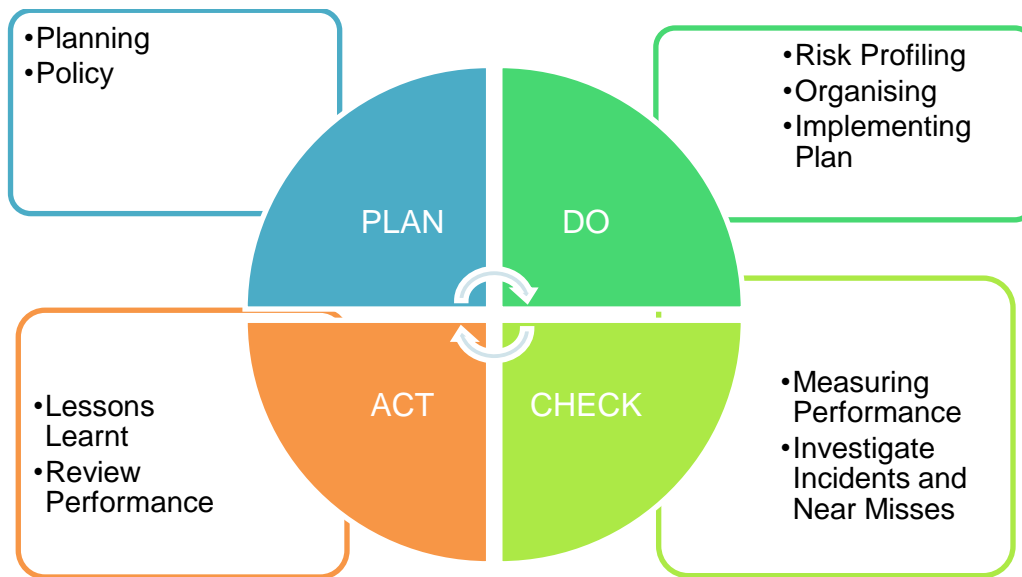 •Planning
•Policy
•Risk Profiling
•Organising
•Implementing
Plan
PLAN
DO
ACT
CHECK
•Lessons
Learnt
•Review
Performance
•Measuring
Performance
•Investigate
Incidents and
Near Misses